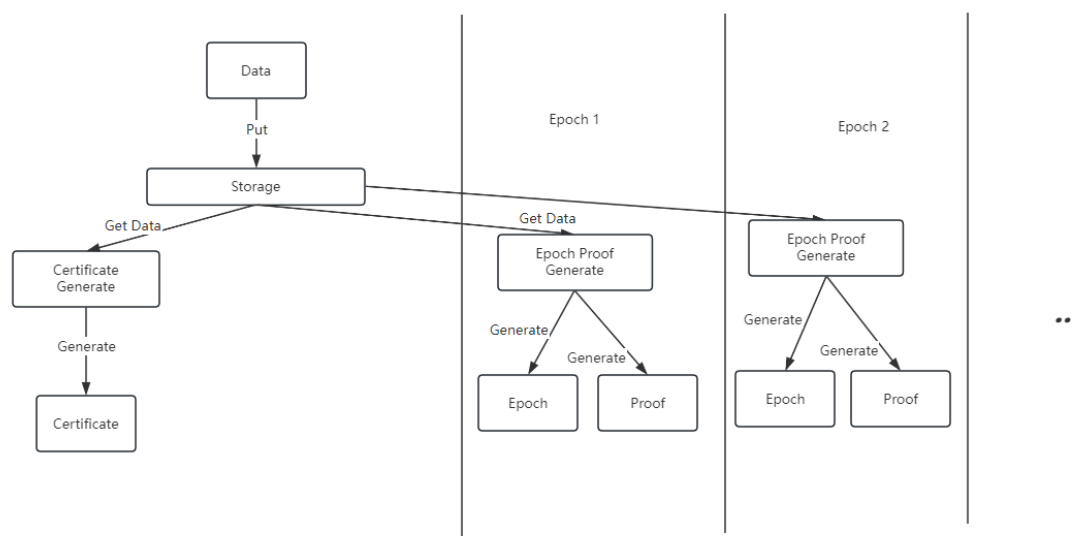 Data
Put
Epoch 1
Epoch 2
Storage
Get Data
Get Data
Certificate
Generate
Epoch Proof
Generate
Epoch Proof
Generate
Generate
Generate
Generate
Generate
Generate
Certificate
Epoch
Proof
Epoch
Proof
..